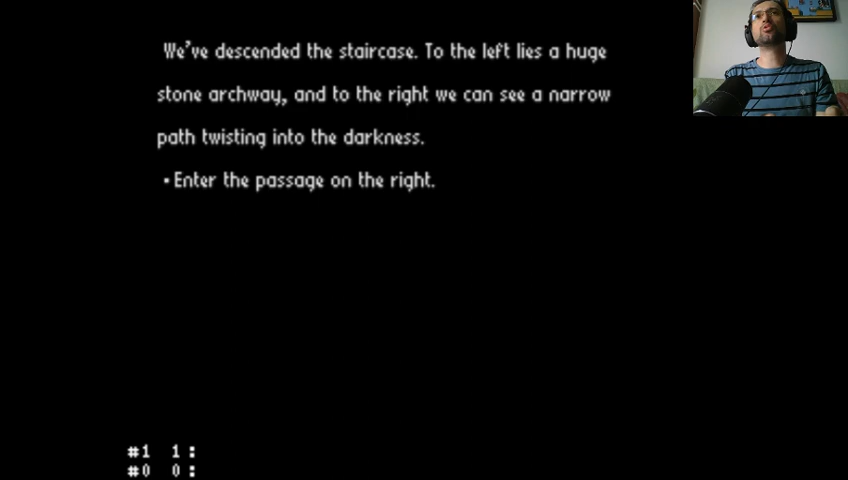 We've descended the staircase. To the left lies a huge
stone archway, and to the right we can see a narrow
path twisting into the darkness.
• Enter the passage on the right.
#1 1:
#0 0: